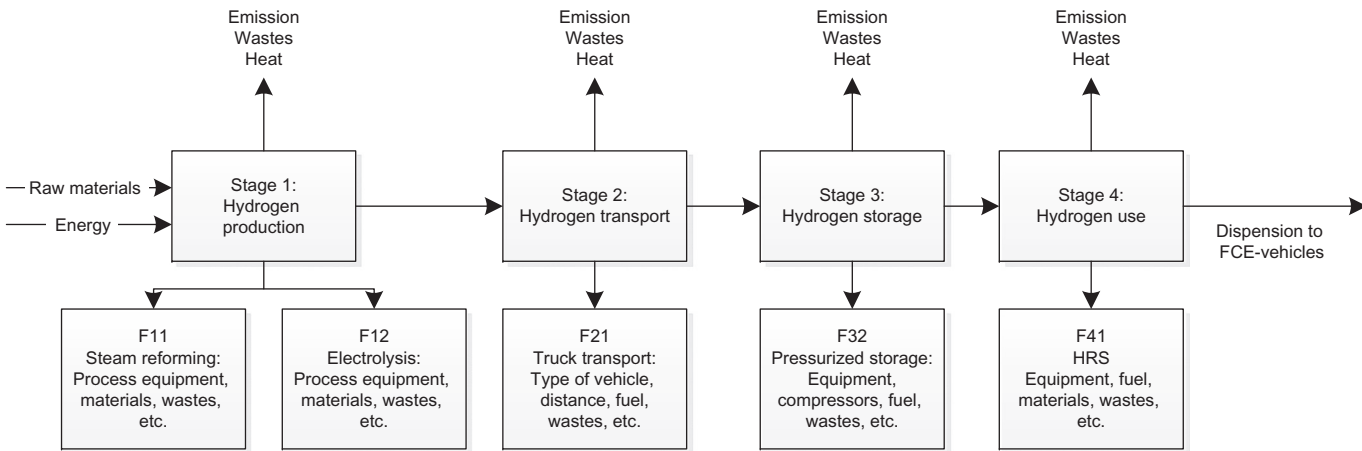 Emission
Wastes
Heat
Emission
Wastes
Heat
Emission
Wastes
Heat
Emission
Wastes
Heat
Raw materials
Energy
Stage 1:
Hydrogen
production
Stage 2:
Hydrogen transport
Stage 3:
Hydrogen storage
Stage 4:
Hydrogen use
Dispension to
FCE-vehicles
F11
Steam reforming:
Process equipment,
materials, wastes,
etc.
F12
Electrolysis:
Process equipment,
materials, wastes,
etc.
F21
Truck transport:
Type of vehicle,
distance, fuel,
wastes, etc.
F32
Pressurized storage:
Equipment,
compressors, fuel,
wastes, etc.
F41
HRS
Equipment, fuel,
materials, wastes,
etc.